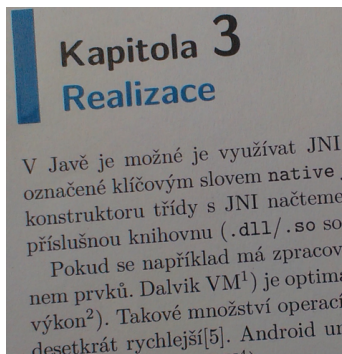 Kapitola 3
Realizace
V Javě je možné je využívat JNI
označené klíčovým slovem native
konstruktoru třídy s JNI načteme
příslušnou knihovnu (.dll/.so so
Pokud se například má zpracov
nem prvků. Dalvik VM¹) je optima
výkon²). Takové množství operací
desetkrát rychlejší[5]. Android um